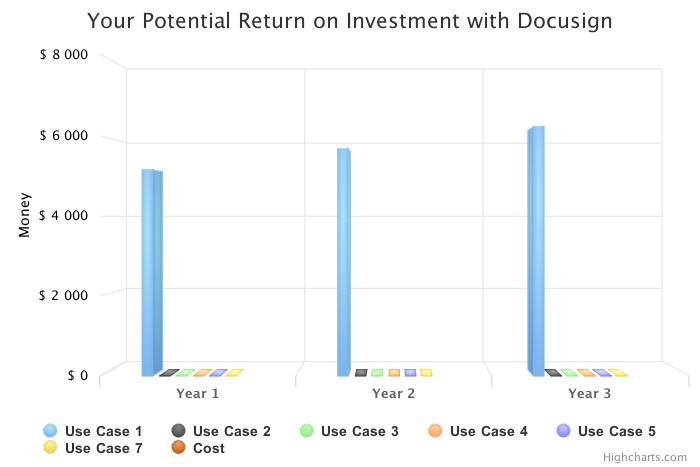 Your Potential Return on Investment with Docusign
$ 8 000
$ 6 000
$ 4 000
$ 2 000
$ 0
Money
Year 1
Year 2
Year 3
Use Case 1
Use Case 2
Use Case 3
Use Case 4
Use Case 5
Use Case 7
Cost
Highcharts.com